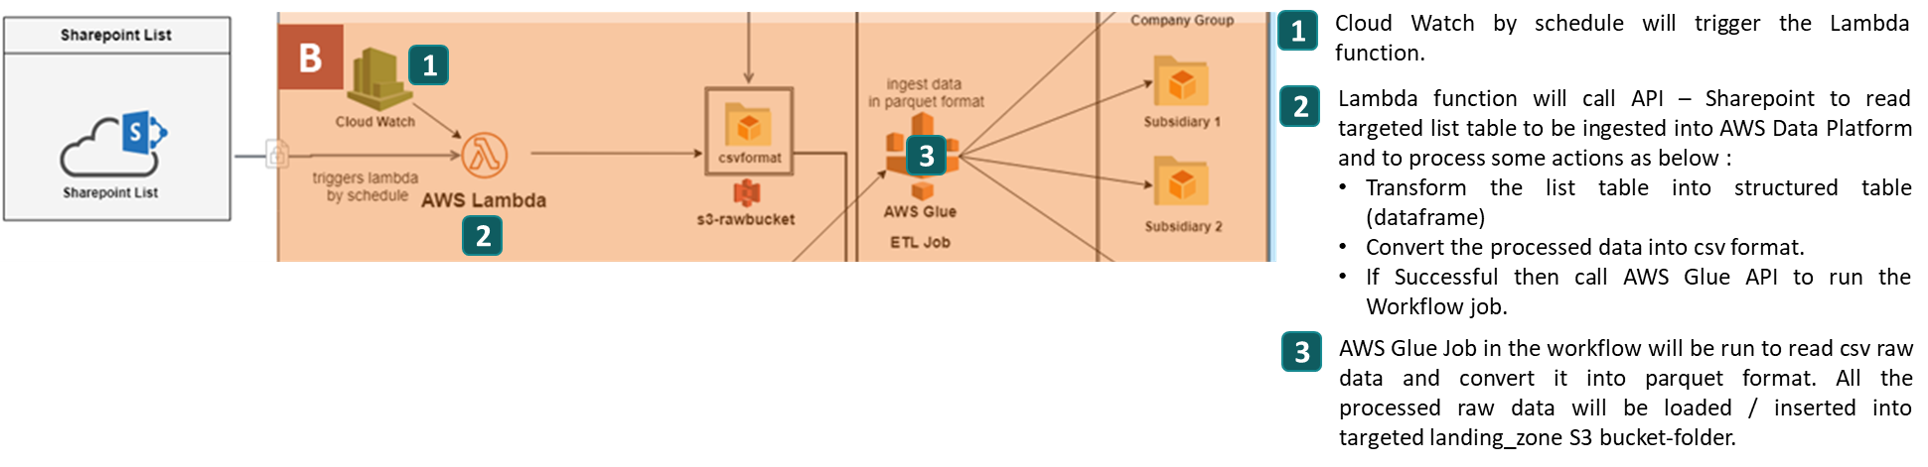 Sharepoint List
Sharepoint List
S
B
1
Cloud Watch
triggers lambda
by schedule
AWS Lambda
2
csvformat
s3-rawbucket
ingest data
in parquet format
3
AWS Glue
ETL Job
Company Group
Subsidiary 1
Subsidiary 2
1 Cloud Watch by schedule will trigger the Lambda
function.
2 Lambda function will call API – Sharepoint to read
targeted list table to be ingested into AWS Data Platform
and to process some actions as below :
• Transform the list table into structured table
(dataframe)
• Convert the processed data into csv format.
• If Successful then call AWS Glue API to run the
Workflow job.
3 AWS Glue Job in the workflow will be run to read csv raw
data and convert it into parquet format. All the
processed raw data will be loaded / inserted into
targeted landing_zone S3 bucket-folder.